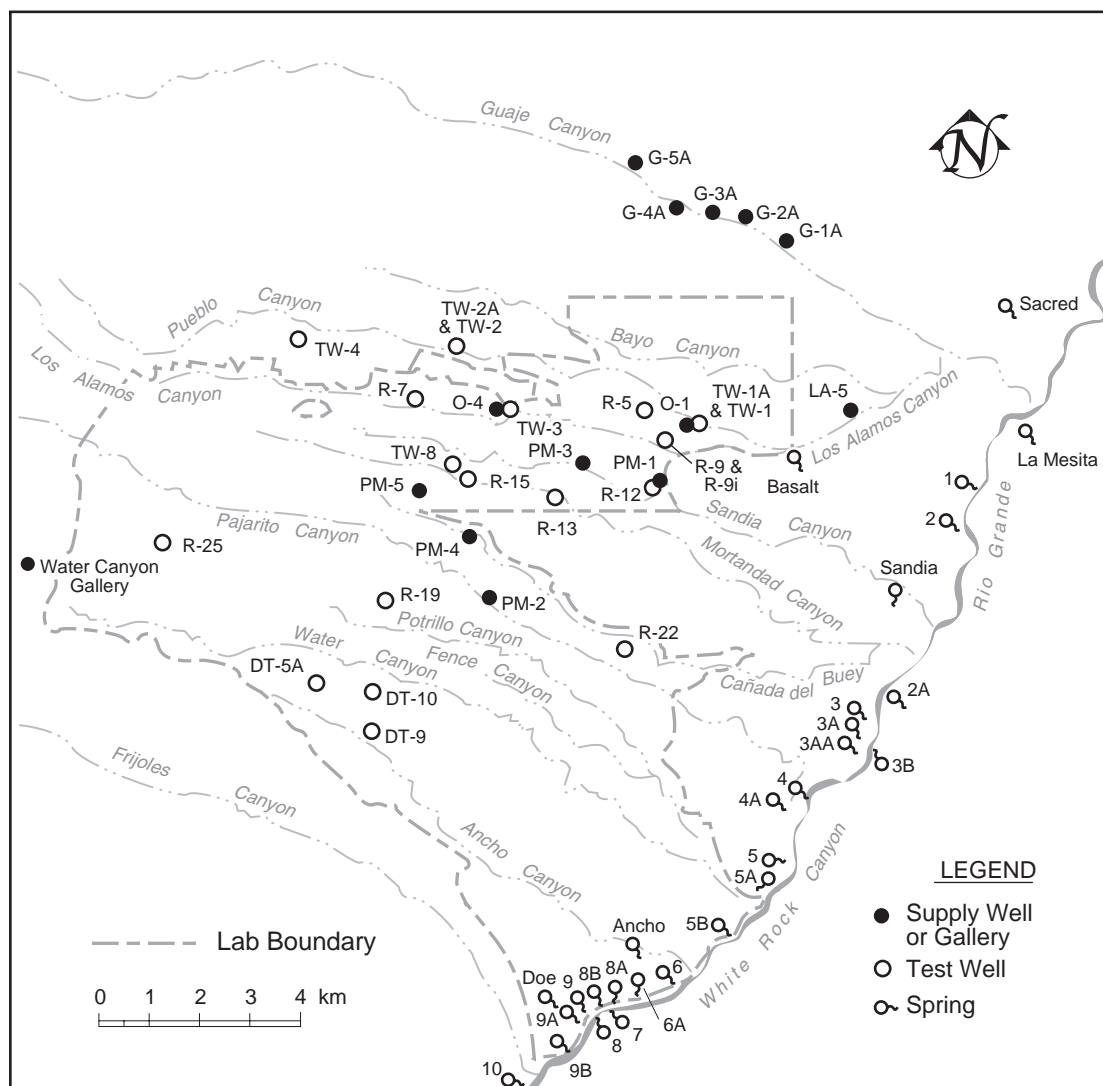 Guaje Canyon
N
G-5A
G-3A
G-4A
G-2A
G-1A
Sacred
Pueblo Canyon
TW-2A
& TW-2
TW-4
Bayo Canyon
Los Alamos Canyon
R-7
O-4
TW-3
R-5
O-1
TW-1A
& TW-1
LA-5
Los Alamos Canyon
La Mesita
TW-8
PM-3
PM-1
R-9 &
R-9i
Basalt
1
PM-5
R-15
R-12
R-13
2
Pajarito Canyon
R-25
PM-4
Sandia Canyon
Mortandad Canyon
Sandia
Rio Grande
Water Canyon
Gallery
R-19
PM-2
Potrillo Canyon
R-22
Water Canyon
Fence Canyon
Cañada del Buey
DT-5A
DT-10
DT-9
2A
3
3A
3AA
3B
Frijoles Canyon
4
4A
Ancho Canyon
5
5A
White Rock Canyon
5B
Ancho
6
6A
8A
8B
9
Doe
9A
7
8
9B
10
Lab Boundary
0 1 2 3 4 km
LEGEND
Supply Well
or Gallery
Test Well
Spring